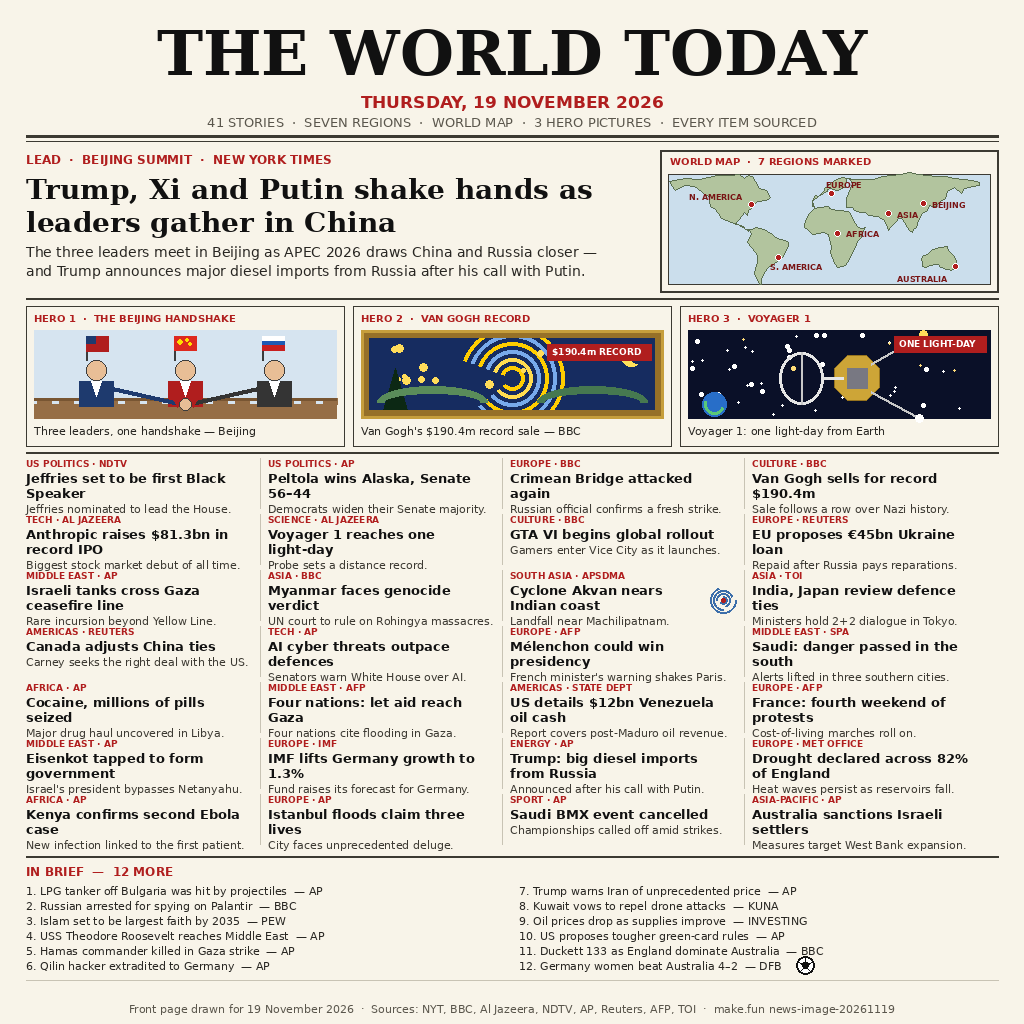 THE WORLD TODAY
THURSDAY, 19 NOVEMBER 2026
41 STORIES · SEVEN REGIONS · WORLD MAP · 3 HERO PICTURES · EVERY ITEM SOURCED
LEAD · BEIJING SUMMIT · NEW YORK TIMES
Trump, Xi and Putin shake hands as
leaders gather in China
The three leaders meet in Beijing as APEC 2026 draws China and Russia closer —
and Trump announces major diesel imports from Russia after his call with Putin.
WORLD MAP · 7 REGIONS MARKED
EUROPE
N. AMERICA
BEIJING
ASIA
AFRICA
S. AMERICA
AUSTRALIA
HERO 1 · THE BEIJING HANDSHAKE
Three leaders, one handshake — Beijing
HERO 2 · VAN GOGH RECORD
$190.4m RECORD
Van Gogh's $190.4m record sale — BBC
HERO 3 · VOYAGER 1
ONE LIGHT-DAY
Voyager 1: one light-day from Earth
US POLITICS · NDTV
Jeffries set to be first Black
Speaker
Jeffries nominated to lead the House.
US POLITICS · AP
Peltola wins Alaska, Senate
56–44
Democrats widen their Senate majority.
EUROPE · BBC
Crimean Bridge attacked
again
Russian official confirms a fresh strike.
CULTURE · BBC
Van Gogh sells for record
$190.4m
Sale follows a row over Nazi history.
TECH · AL JAZEERA
Anthropic raises $81.3bn in
record IPO
Biggest stock market debut of all time.
SCIENCE · AL JAZEERA
Voyager 1 reaches one
light-day
Probe sets a distance record.
CULTURE · BBC
GTA VI begins global rollout
Gamers enter Vice City as it launches.
EUROPE · REUTERS
EU proposes €45bn Ukraine
loan
Repaid after Russia pays reparations.
MIDDLE EAST · AP
Israeli tanks cross Gaza
ceasefire line
Rare incursion beyond Yellow Line.
ASIA · BBC
Myanmar faces genocide
verdict
UN court to rule on Rohingya massacres.
SOUTH ASIA · APSDMA
Cyclone Akvan nears
Indian coast
Landfall near Machilipatnam.
ASIA · TOI
India, Japan review defence
ties
Ministers hold 2+2 dialogue in Tokyo.
AMERICAS · REUTERS
Canada adjusts China ties
Carney seeks the right deal with the US.
TECH · AP
AI cyber threats outpace
defences
Senators warn White House over AI.
EUROPE · AFP
Mélenchon could win
presidency
French minister's warning shakes Paris.
MIDDLE EAST · SPA
Saudi: danger passed in the
south
Alerts lifted in three southern cities.
AFRICA · AP
Cocaine, millions of pills
seized
Major drug haul uncovered in Libya.
MIDDLE EAST · AFP
Four nations: let aid reach
Gaza
Four nations cite flooding in Gaza.
AMERICAS · STATE DEPT
US details $12bn Venezuela
oil cash
Report covers post-Maduro oil revenue.
EUROPE · AFP
France: fourth weekend of
protests
Cost-of-living marches roll on.
MIDDLE EAST · AP
Eisenkot tapped to form
government
Israel's president bypasses Netanyahu.
EUROPE · IMF
IMF lifts Germany growth to
1.3%
Fund raises its forecast for Germany.
ENERGY · AP
Trump: big diesel imports
from Russia
Announced after his call with Putin.
EUROPE · MET OFFICE
Drought declared across 82%
of England
Heat waves persist as reservoirs fall.
AFRICA · AP
Kenya confirms second Ebola
case
New infection linked to the first patient.
EUROPE · AP
Istanbul floods claim three
lives
City faces unprecedented deluge.
SPORT · AP
Saudi BMX event cancelled
Championships called off amid strikes.
ASIA-PACIFIC · AP
Australia sanctions Israeli
settlers
Measures target West Bank expansion.
IN BRIEF — 12 MORE
1. LPG tanker off Bulgaria was hit by projectiles — AP
2. Russian arrested for spying on Palantir — BBC
3. Islam set to be largest faith by 2035 — PEW
4. USS Theodore Roosevelt reaches Middle East — AP
5. Hamas commander killed in Gaza strike — AP
6. Qilin hacker extradited to Germany — AP
7. Trump warns Iran of unprecedented price — AP
8. Kuwait vows to repel drone attacks — KUNA
9. Oil prices drop as supplies improve — INVESTING
10. US proposes tougher green-card rules — AP
11. Duckett 133 as England dominate Australia — BBC
12. Germany women beat Australia 4–2 — DFB
Front page drawn for 19 November 2026 · Sources: NYT, BBC, Al Jazeera, NDTV, AP, Reuters, AFP, TOI · make.fun news-image-20261119